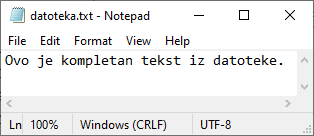 datoteka.txt - Notepad
File Edit Format View Help
Ovo je kompletan tekst iz datoteke.
Ln 100% Windows (CRLF) UTF-8